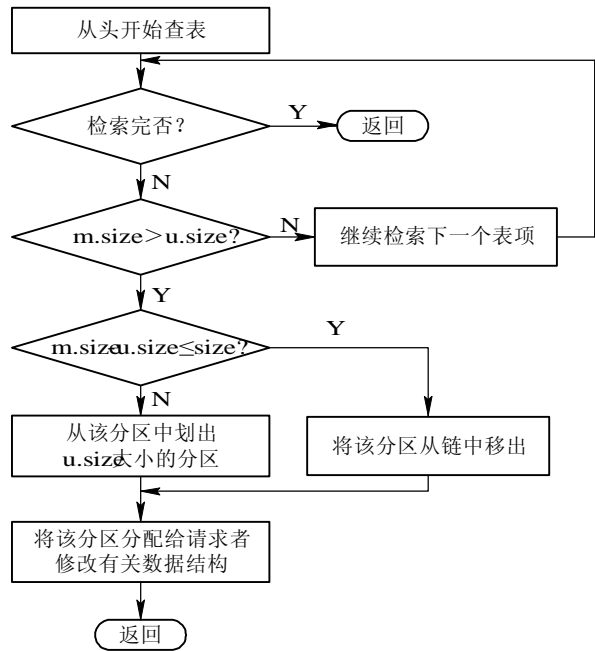 从头开始查表
检索完否？
Y
返回
N
m.size＞u.size?
N
继续检索下一个表项
Y
m.size-u.size≤size?
Y
N
从该分区中划出
u.size大小的分区
将该分区从链中移出
将该分区分配给请求者
修改有关数据结构
返回